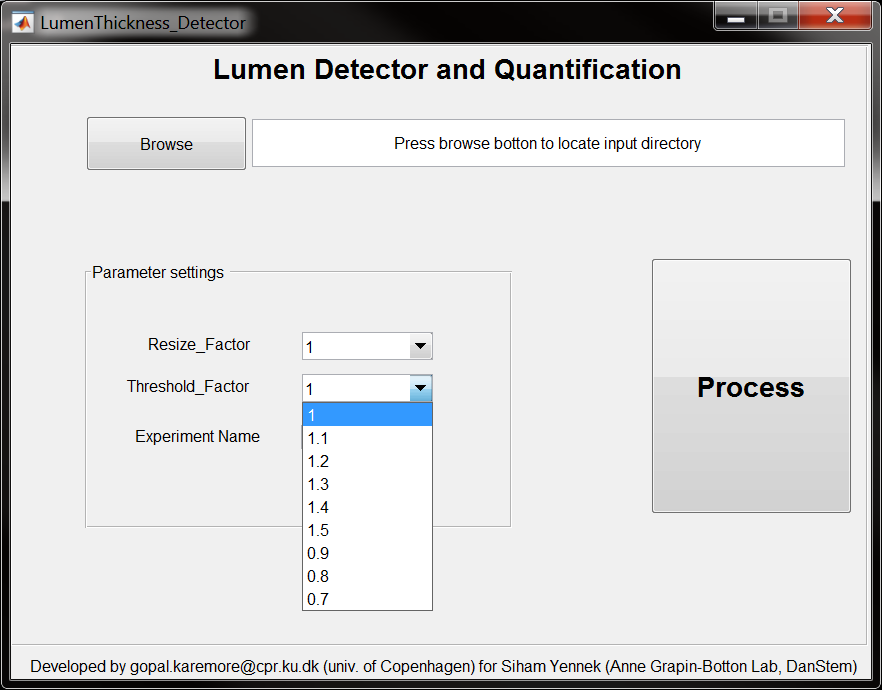 LumenThickness_Detector
Lumen Detector and Quantification
Browse
Press browse botton to locate input directory
Parameter settings
Resize_Factor
1
Threshold_Factor
1
1
1.1
Experiment Name
1.2
1.3
1.4
1.5
0.9
0.8
0.7
Process
Developed by gopal.karemore@cpr.ku.dk (univ. of Copenhagen) for Siham Yennek (Anne Grapin-Botton Lab, DanStem)